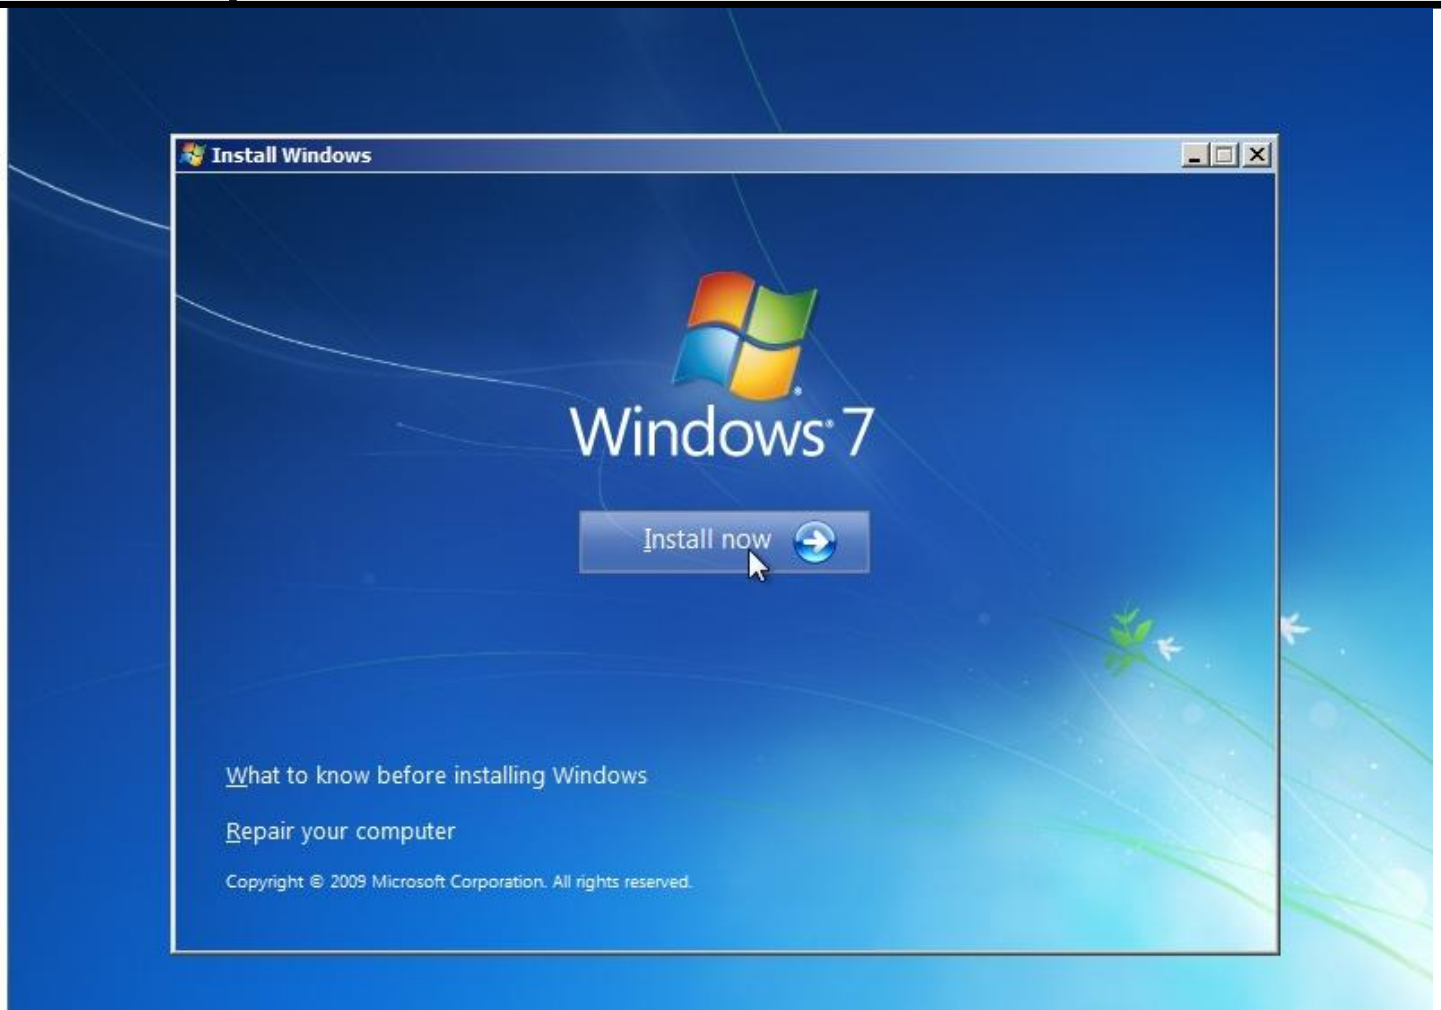 Install Windows
Windows® 7
Install now
What to know before installing Windows
Repair your computer
Copyright © 2009 Microsoft Corporation. All rights reserved.